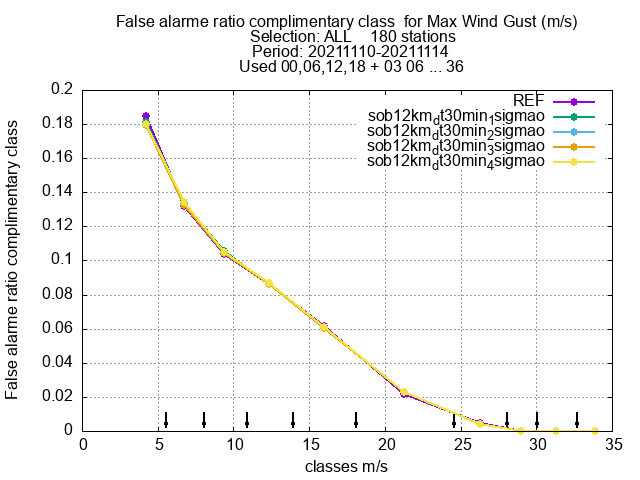 False alarme ratio complimentary class for Max Wind Gust (m/s)
Selection: ALL 180 stations
Period: 20211110-20211114
Used 00,06,12,18 + 03 06 ... 36
REF
sob12km_dt30min_1sigmao
sob12km_dt30min_2sigmao
sob12km_dt30min_3sigmao
sob12km_dt30min_4sigmao
False alarme ratio complimentary class
0.2
0.18
0.16
0.14
0.12
0.1
0.08
0.06
0.04
0.02
0
0 5 10 15 20 25 30 35
classes m/s